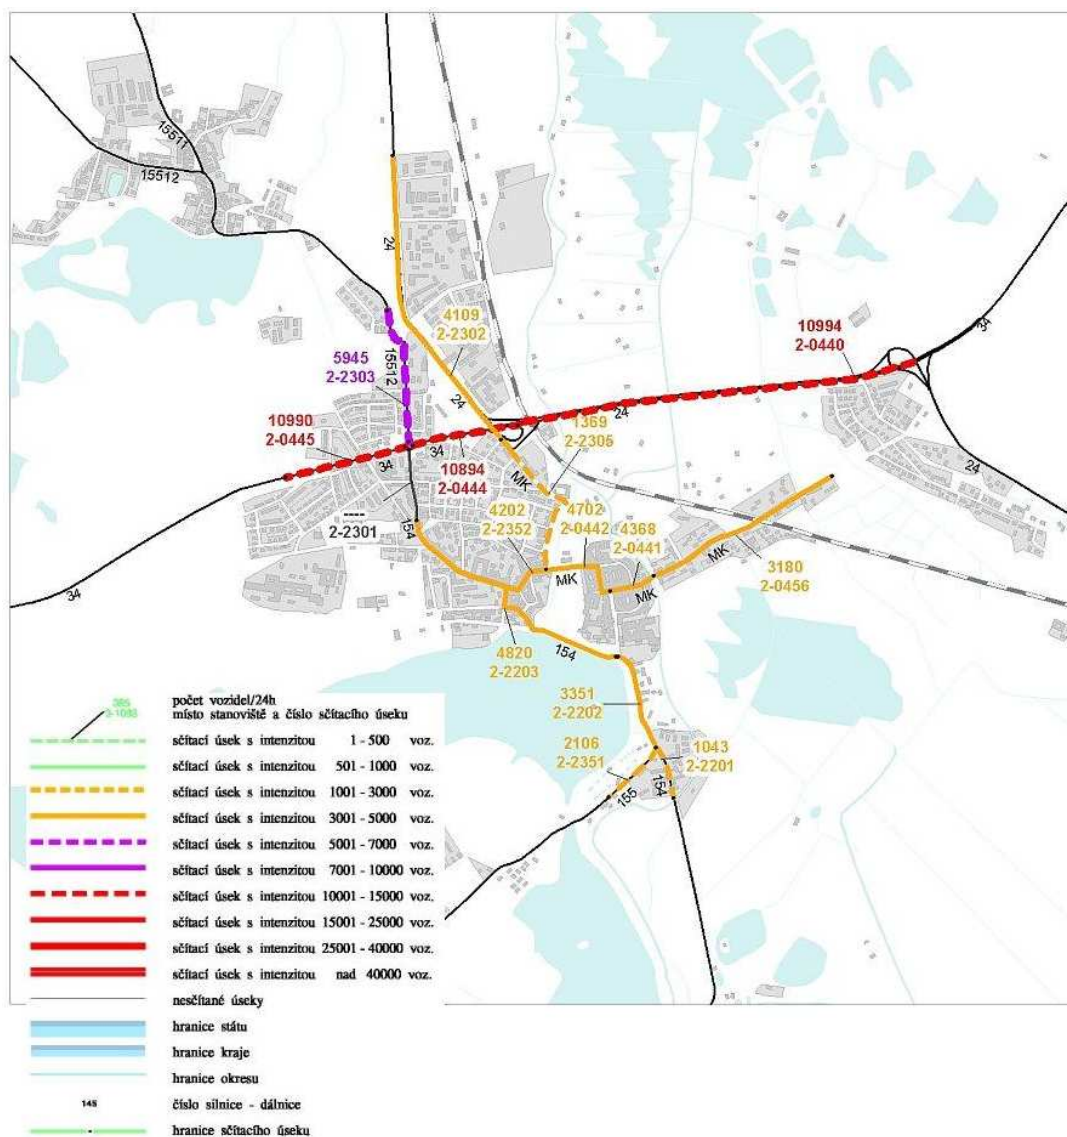 15511
15512
24
4109
2-2302
5945
2-2303
15512
24
10994
2-0440
34
24
10990
2-0445
34
34
10894
2-0444
1369
2-2305
MK
24
----
2-2301
154
4202
2-2352
4702
2-0442
4368
2-0441
MK
MK
MK
3180
2-0456
34
4820
2-2203
154
3351
2-2202
2106
2-2351
1043
2-2201
155
154
počet vozidel/24h
místo stanoviště a číslo sčítacího úseku
sčítací úsek s intenzitou 1 - 500 voz.
sčítací úsek s intenzitou 501 - 1000 voz.
sčítací úsek s intenzitou 1001 - 3000 voz.
sčítací úsek s intenzitou 3001 - 5000 voz.
sčítací úsek s intenzitou 5001 - 7000 voz.
sčítací úsek s intenzitou 7001 - 10000 voz.
sčítací úsek s intenzitou 10001 - 15000 voz.
sčítací úsek s intenzitou 15001 - 25000 voz.
sčítací úsek s intenzitou 25001 - 40000 voz.
sčítací úsek s intenzitou nad 40000 voz.
nesčítané úseky
hranice státu
hranice kraje
hranice okresu
145 číslo silnice - dálnice
hranice sčítacího úseku